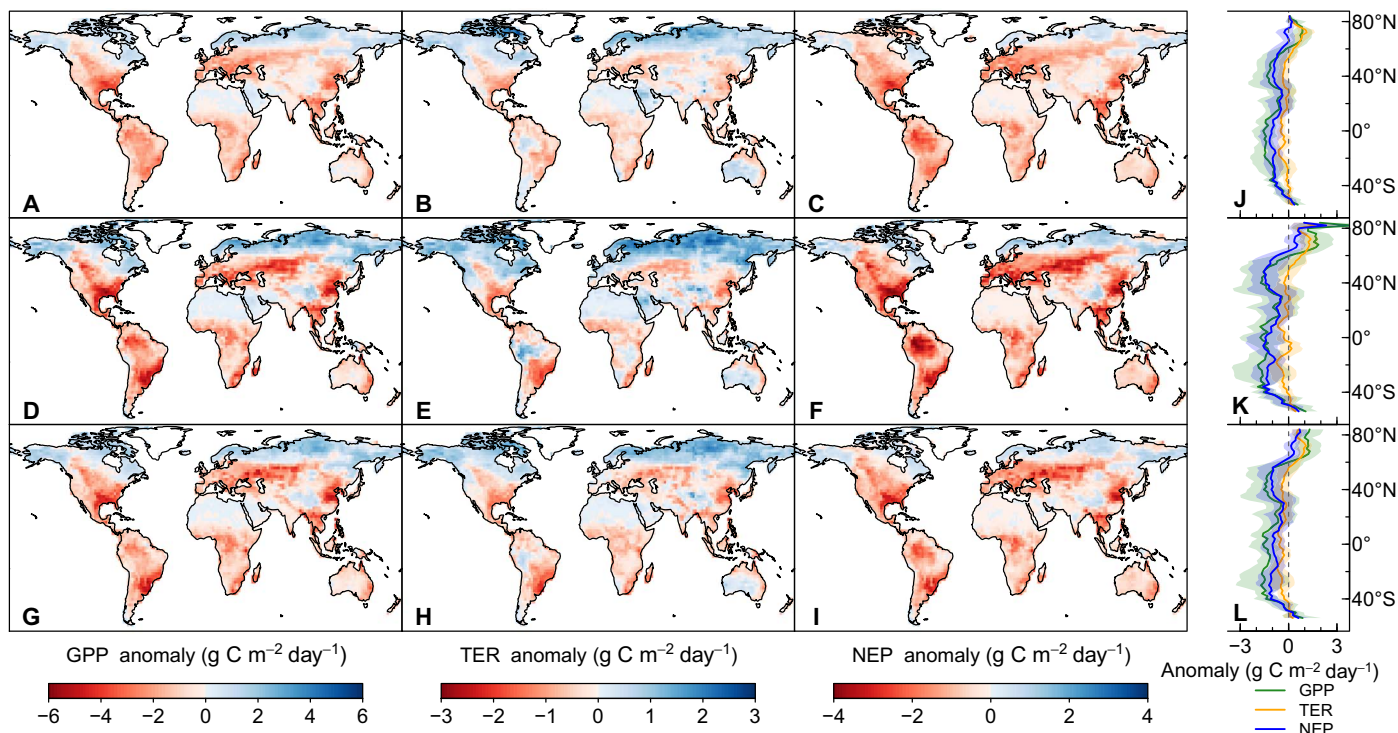 A
B
C
J
80°N
40°N
0°
40°S
D
E
F
K
80°N
40°N
0°
40°S
G
H
I
L
80°N
40°N
0°
40°S
−3 0 3
GPP anomaly (g C m−2 day−1)
TER anomaly (g C m−2 day−1)
NEP anomaly (g C m−2 day−1)
Anomaly (g C m−2 day−1)
GPP
TER
NEP
−6 −4 −2 0 2 4 6
−3 −2 −1 0 1 2 3
−4 −2 0 2 4